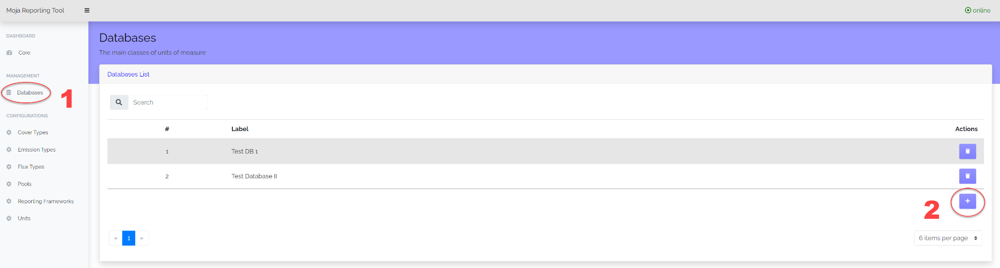 Moja Reporting Tool
online
DASHBOARD
Core
MANAGEMENT
Databases
1
CONFIGURATIONS
Cover Types
Emission Types
Flux Types
Pools
Reporting Frameworks
Units
Databases
The main classes of units of measure
Databases List
Search
# Label Actions
1 Test DB 1
2 Test Database II
+
2
« 1 »
6 items per page